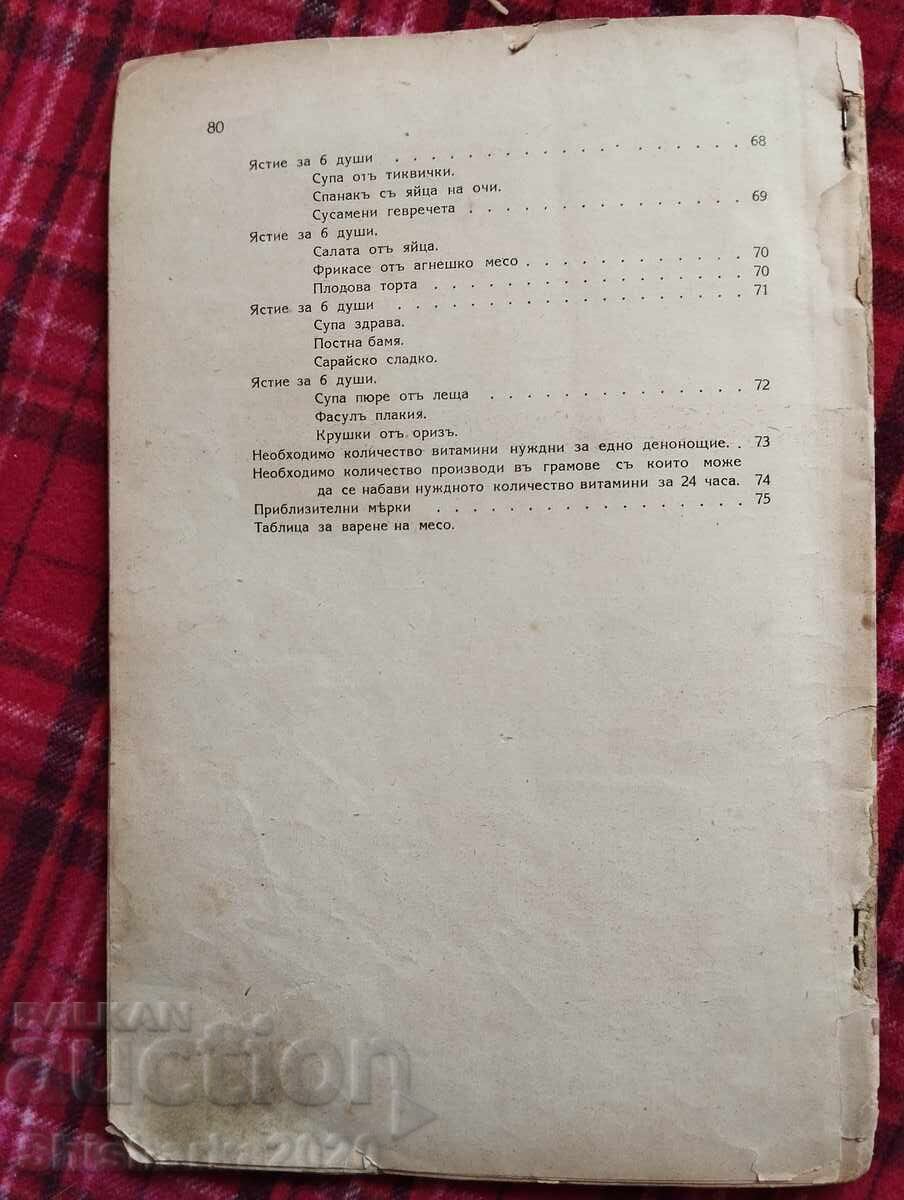 80
Ястие за 6 души . . . . . . . . . . . . . . . . . . 68
Супа отъ тиквички.
Спанакъ съ яйца на очи.
Сусамени гевречета . . . . . . . . . . . . . . . 69
Ястие за 6 души.
Салата отъ яйца.
Фрикасе отъ агнешко месо . . . . . . . . . . . . 70
Плодова торта . . . . . . . . . . . . . . . . . 70
Ястие за 6 души . . . . . . . . . . . . . . . . . . 71
Супа здрава.
Постна бамя.
Сарайско сладко.
Ястие за 6 души.
Супа пюре отъ леща . . . . . . . . . . . . . . 72
Фасулъ плакия.
Крушки отъ оризъ.
Необходимо количество витамини нуждни за едно денонощие. . 73
Необходимо количество производи въ грамове съ които може
да се набави нуждното количество витамини за 24 часа. 74
Приблизителни мѣрки . . . . . . . . . . . . . . . . 75
Таблица за варене на месо.
BALKAN
auction
2020